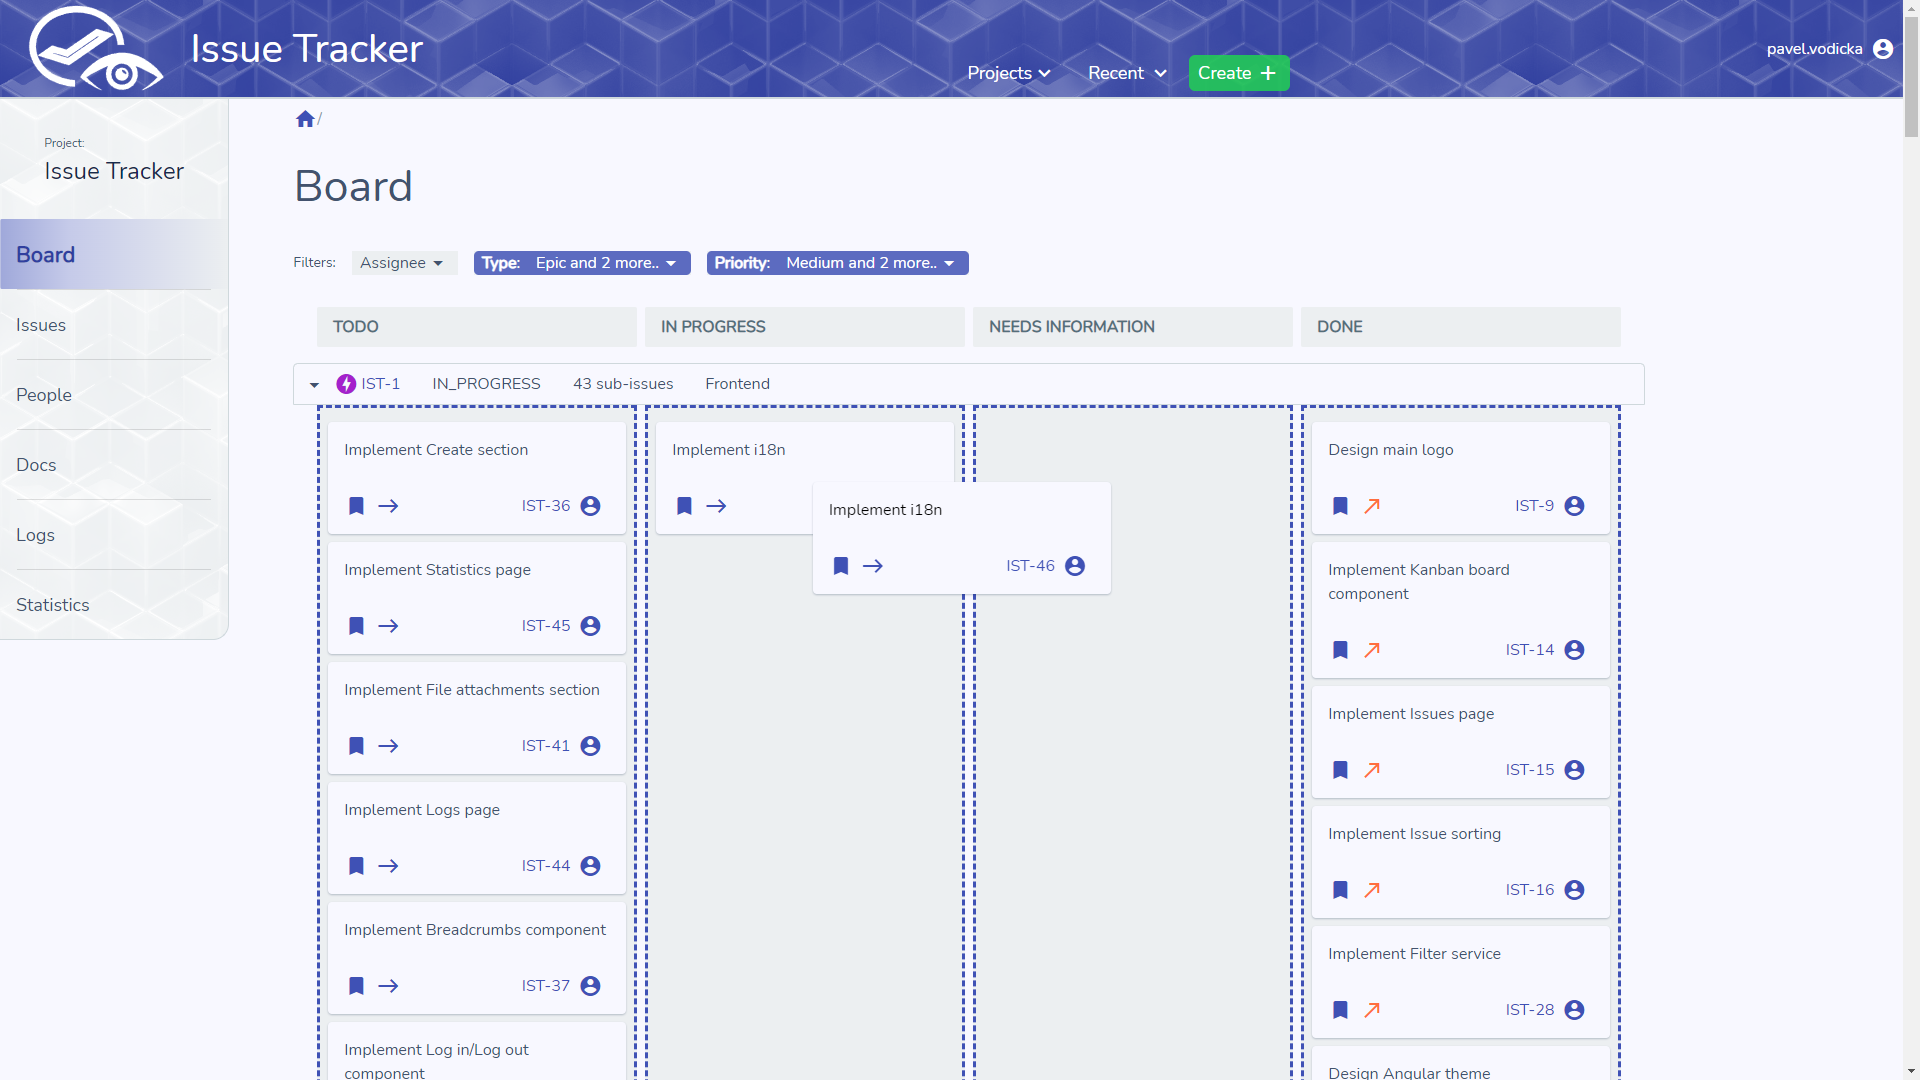 Issue Tracker
Projects
Recent
Create
pavel.vodicka
Project:
Issue Tracker
Board
Issues
People
Docs
Logs
Statistics
/
Board
Filters:
Assignee
Type: Epic and 2 more..
Priority: Medium and 2 more..
TODO
IN PROGRESS
NEEDS INFORMATION
DONE
IST-1 IN_PROGRESS 43 sub-issues Frontend
Implement Create section
IST-36
Implement Statistics page
IST-45
Implement File attachments section
IST-41
Implement Logs page
IST-44
Implement Breadcrumbs component
IST-37
Implement Log in/Log out
component
Implement i18n
Implement i18n
IST-46
Design main logo
IST-9
Implement Kanban board
component
IST-14
Implement Issues page
IST-15
Implement Issue sorting
IST-16
Implement Filter service
IST-28
Design Angular theme